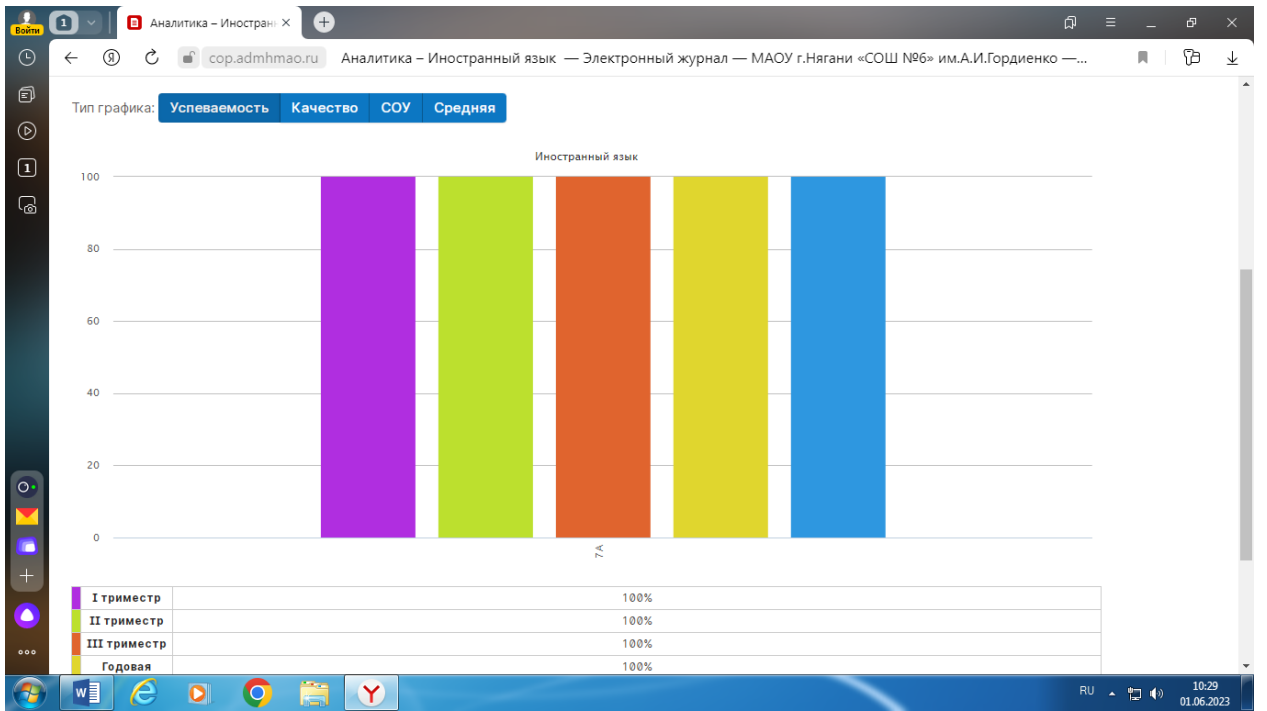 Войти
1
Аналитика – Иностранн
cop.admhmao.ru
Аналитика – Иностранный язык — Электронный журнал — МАОУ г.Нягани «СОШ №6» им.А.И.Гордиенко —...
1
Тип графика: Успеваемость Качество СОУ Средняя
Иностранный язык
100
80
60
40
20
0
7А
I триместр 100%
II триместр 100%
III триместр 100%
Годовая 100%
RU
10:29
01.06.2023